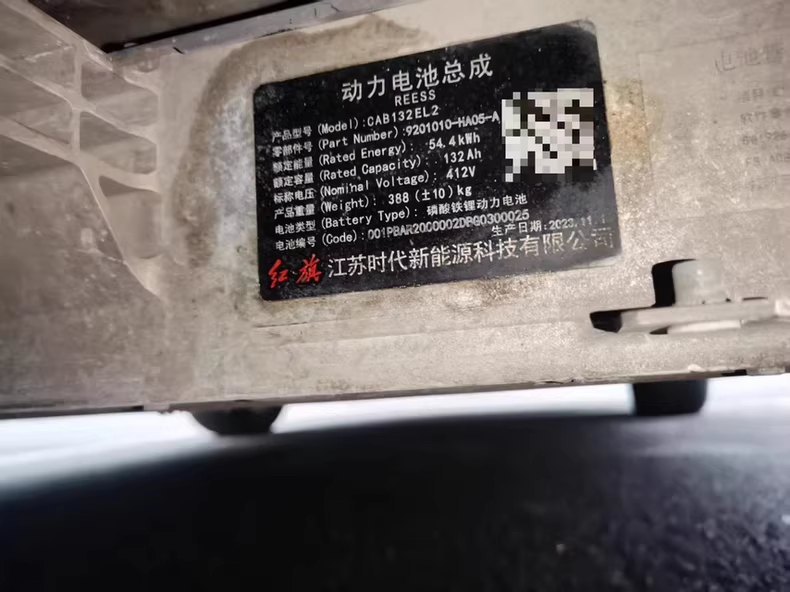 动力电池总成
REESS
产品型号 (Model):CAB132EL2
零部件号 (Part Number):9201010-HA05-A
额定能量 (Rated Energy): 54.4kWh
额定容量 (Rated Capacity): 132Ah
标称电压 (Nominal Voltage): 412V
产品重量 (Weight): 388 (±10) kg
电池类型 (Battery Type): 磷酸铁锂动力电池
电池编号 (Code): 001PBAR2000002DBG0300025
生产日期:2023.11.1
红旗 江苏时代新能源科技有限公司